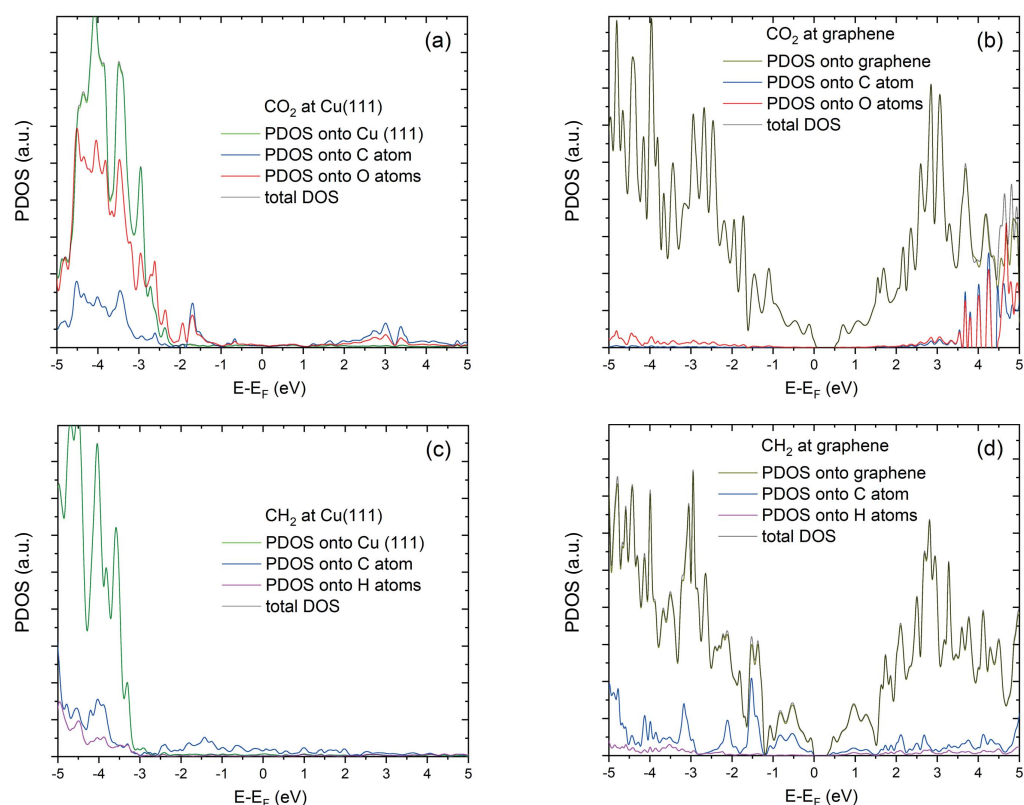 (a)
CO₂ at Cu(111)
PDOS onto Cu (111)
PDOS onto C atom
PDOS onto O atoms
total DOS
PDOS (a.u.)
-5 -4 -3 -2 -1 0 1 2 3 4 5
E-E_F (eV)
(b)
CO₂ at graphene
PDOS onto graphene
PDOS onto C atom
PDOS onto O atoms
total DOS
PDOS (a.u.)
-5 -4 -3 -2 -1 0 1 2 3 4 5
E-E_F (eV)
(c)
CH₂ at Cu(111)
PDOS onto Cu (111)
PDOS onto C atom
PDOS onto H atoms
total DOS
PDOS (a.u.)
-5 -4 -3 -2 -1 0 1 2 3 4 5
E-E_F (eV)
(d)
CH₂ at graphene
PDOS onto graphene
PDOS onto C atom
PDOS onto H atoms
total DOS
PDOS (a.u.)
-5 -4 -3 -2 -1 0 1 2 3 4 5
E-E_F (eV)